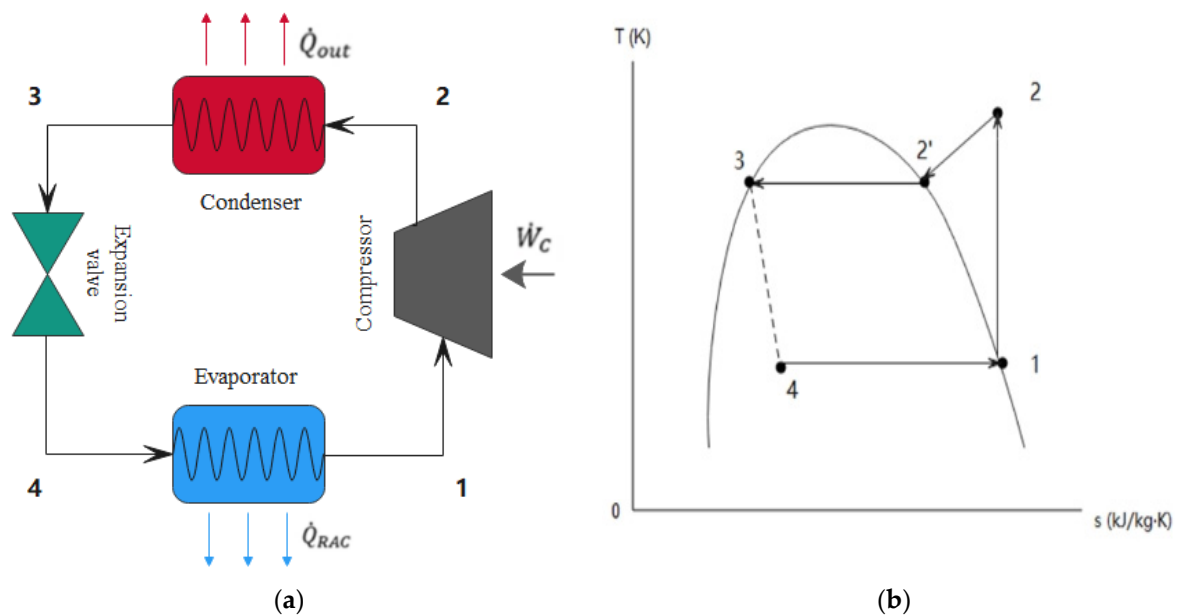 Q̇out
3
2
Condenser
Expansion
valve
Compressor
ẆC
Evaporator
4
1
Q̇RAC
(a)
T (K)
2
3
2'
4
1
0
s (kJ/kg·K)
(b)